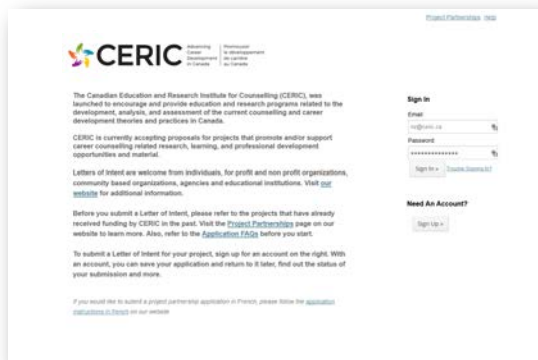 Project Partnerships Help
CERIC
Advancing
Career
Development
in Canada
Promouvoir
le développement
de carrière
au Canada
The Canadian Education and Research Institute for Counselling (CERIC), was
launched to encourage and provide education and research programs related to the
development, analysis, and assessment of the current counselling and career
development theories and practices in Canada.
CERIC is currently accepting proposals for projects that promote and/or support
career counselling related research, learning, and professional development
opportunities and material.
Letters of Intent are welcome from individuals, for profit and non profit organizations,
community based organizations, agencies and educational institutions. Visit our
website for additional information.
Before you submit a Letter of Intent, please refer to the projects that have already
received funding by CERIC in the past. Visit the Project Partnerships page on our
website to learn more. Also, refer to the Application FAQs before you start.
To submit a Letter of Intent for your project, sign up for an account on the right. With
an account, you can save your application and return to it later, find out the status of
your submission and more.
If you would like to submit a project partnership application in French, please follow the application
instructions in French on our website
Sign In
Email
Password
Sign In » Trouble Signing In?
Need An Account?
Sign Up »